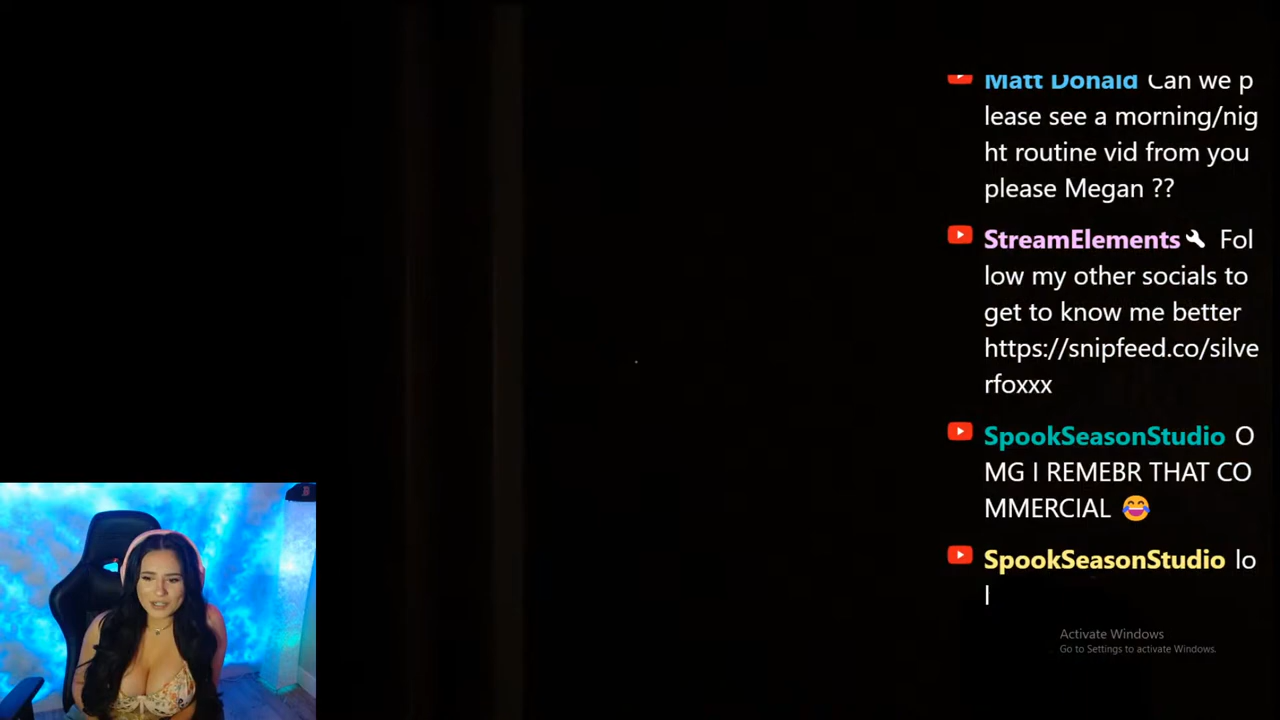 Matt Donald Can we p
lease see a morning/nig
ht routine vid from you
please Megan ??
StreamElements Fol
low my other socials to
get to know me better
https://snipfeed.co/silve
rfoxxx
SpookSeasonStudio O
MG I REMEBR THAT CO
MMERCIAL 😂
SpookSeasonStudio lo
l
Activate Windows
Go to Settings to activate Windows.